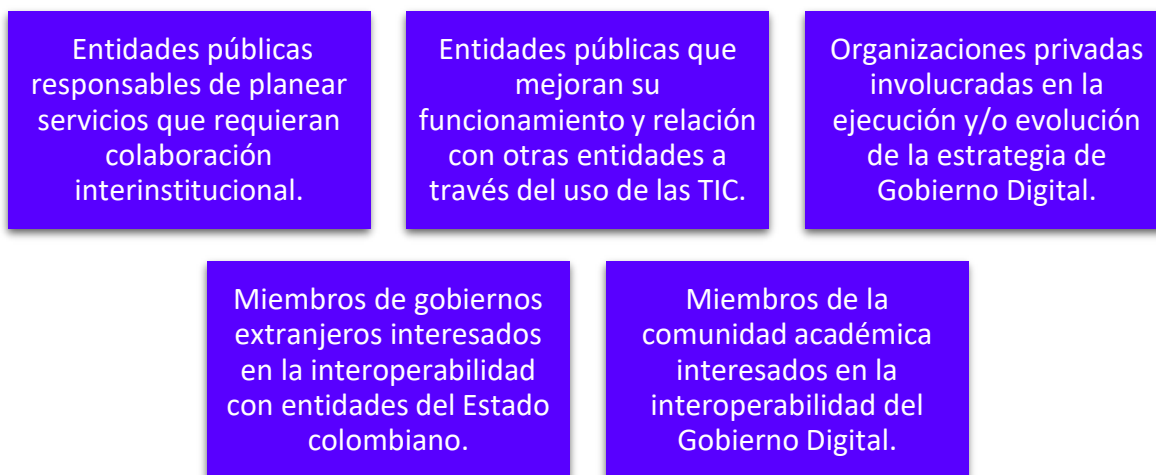 Entidades públicas
responsables de planear
servicios que requieran
colaboración
interinstitucional.
Entidades públicas que
mejoran su
funcionamiento y relación
con otras entidades a
través del uso de las TIC.
Organizaciones privadas
involucradas en la
ejecución y/o evolución
de la estrategia de
Gobierno Digital.
Miembros de gobiernos
extranjeros interesados
en la interoperabilidad
con entidades del Estado
colombiano.
Miembros de la
comunidad académica
interesados en la
interoperabilidad del
Gobierno Digital.